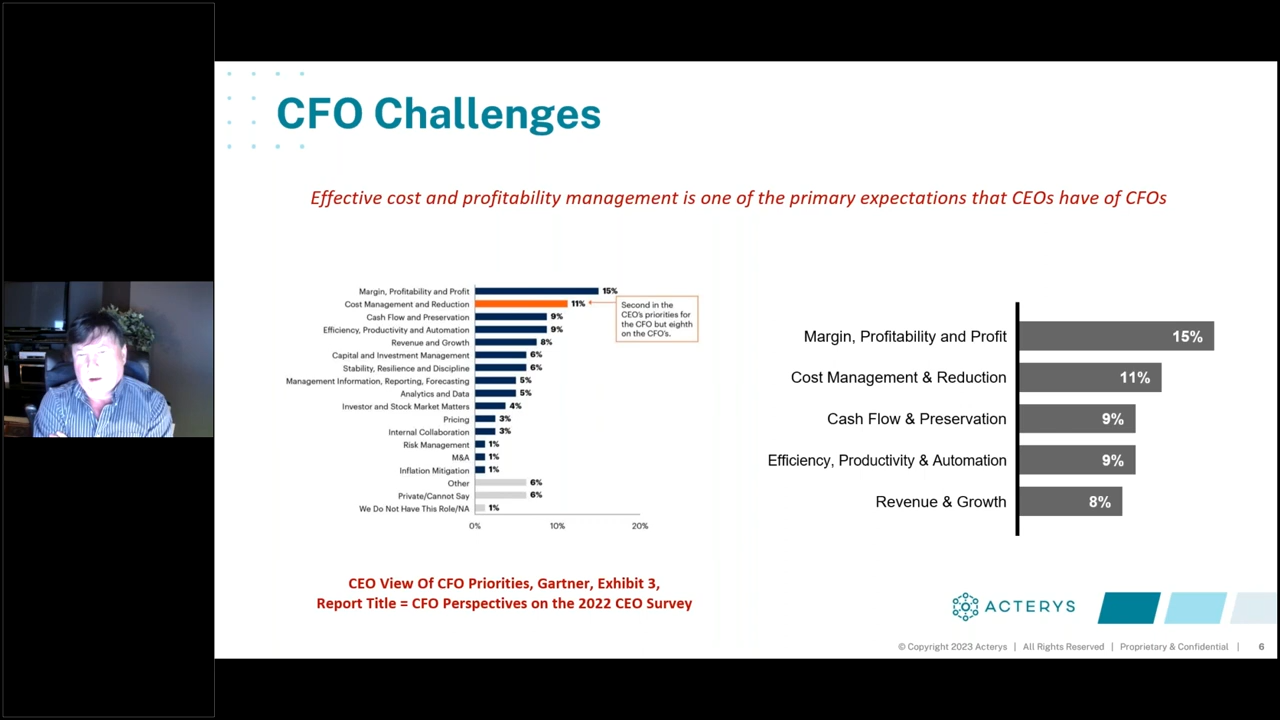 CFO Challenges
Effective cost and profitability management is one of the primary expectations that CEOs have of CFOs
Margin, Profitability and Profit 15%
Cost Management and Reduction 11%
Cash Flow and Preservation 9%
Efficiency, Productivity and Automation 9%
Revenue and Growth 8%
Capital and Investment Management 6%
Stability, Resilience and Discipline 6%
Management Information, Reporting, Forecasting 5%
Analytics and Data 5%
Investor and Stock Market Matters 4%
Pricing 3%
Internal Collaboration 3%
Risk Management 1%
M&A 1%
Inflation Mitigation 1%
Other 6%
Private/Cannot Say 6%
We Do Not Have This Role/NA 1%
0% 10% 20%
Second in the
CEO's priorities for
the CFO but eighth
on the CFO's.
CEO View Of CFO Priorities, Gartner, Exhibit 3,
Report Title = CFO Perspectives on the 2022 CEO Survey
Margin, Profitability and Profit 15%
Cost Management & Reduction 11%
Cash Flow & Preservation 9%
Efficiency, Productivity & Automation 9%
Revenue & Growth 8%
ACTERYS
© Copyright 2023 Acterys | All Rights Reserved | Proprietary & Confidential | 6